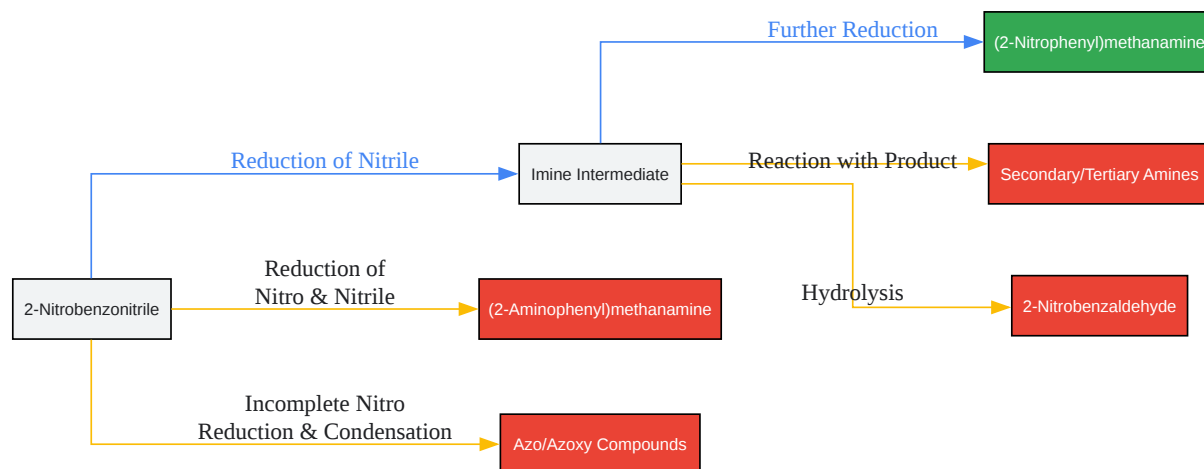 Further Reduction
(2-Nitrophenyl)methanamine
Reduction of Nitrile
Imine Intermediate
Reaction with Product
Secondary/Tertiary Amines
Reduction of
Nitro & Nitrile
2-Nitrobenzonitrile
(2-Aminophenyl)methanamine
Hydrolysis
2-Nitrobenzaldehyde
Incomplete Nitro
Reduction & Condensation
Azo/Azoxy Compounds